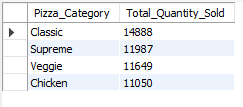 Pizza_Category Total_Quantity_Sold
Classic 14888
Supreme 11987
Veggie 11649
Chicken 11050